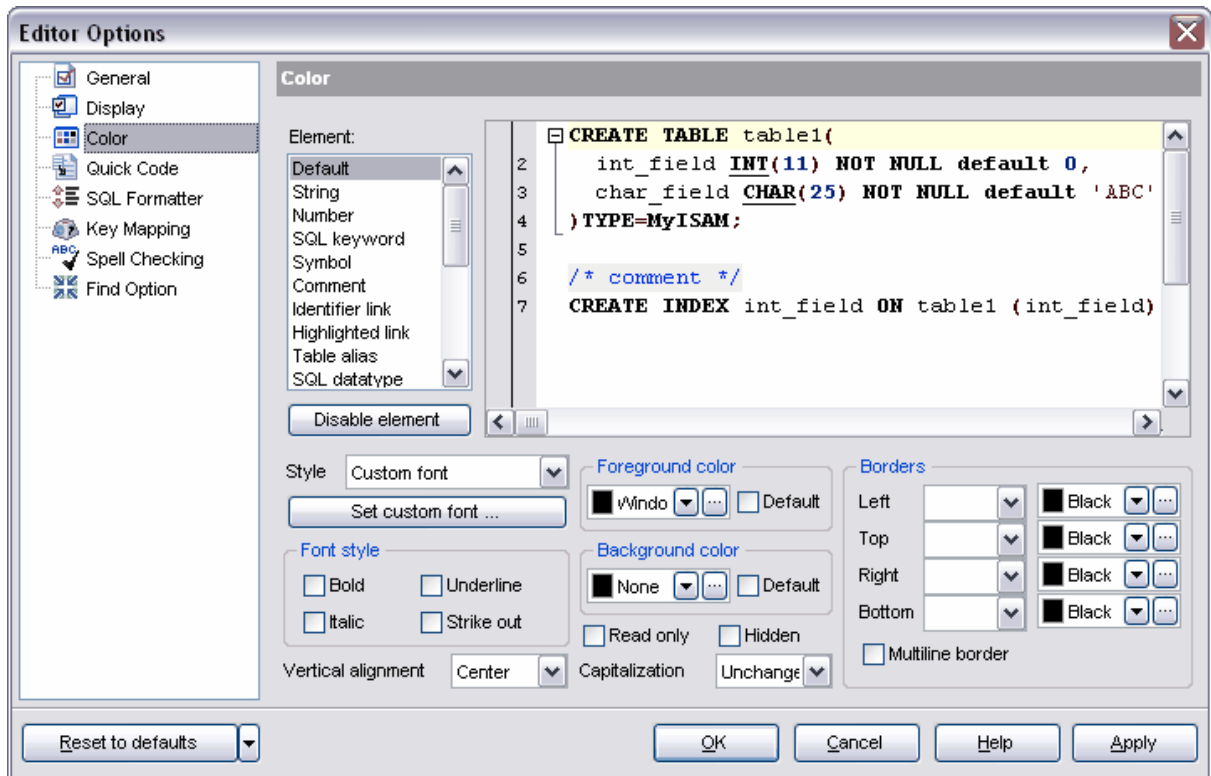 Editor Options
General
Display
Color
Quick Code
SQL Formatter
Key Mapping
ABC
Spell Checking
Find Option
Color
Element:
Default
String
Number
SQL keyword
Symbol
Comment
Identifier link
Highlighted link
Table alias
SQL datatype
Disable element
CREATE TABLE table1(
2 int_field INT(11) NOT NULL default 0,
3 char_field CHAR(25) NOT NULL default 'ABC'
4 )TYPE=MyISAM;
5
6 /* comment */
7 CREATE INDEX int_field ON table1 (int_field)
Style Custom font
Set custom font ...
Font style
Bold Underline
Italic Strike out
Vertical alignment Center
Foreground color
Windo ... Default
Background color
None ... Default
Read only Hidden
Capitalization Unchange
Borders
Left Black ...
Top Black ...
Right Black ...
Bottom Black ...
Multiline border
Reset to defaults
OK Cancel Help Apply